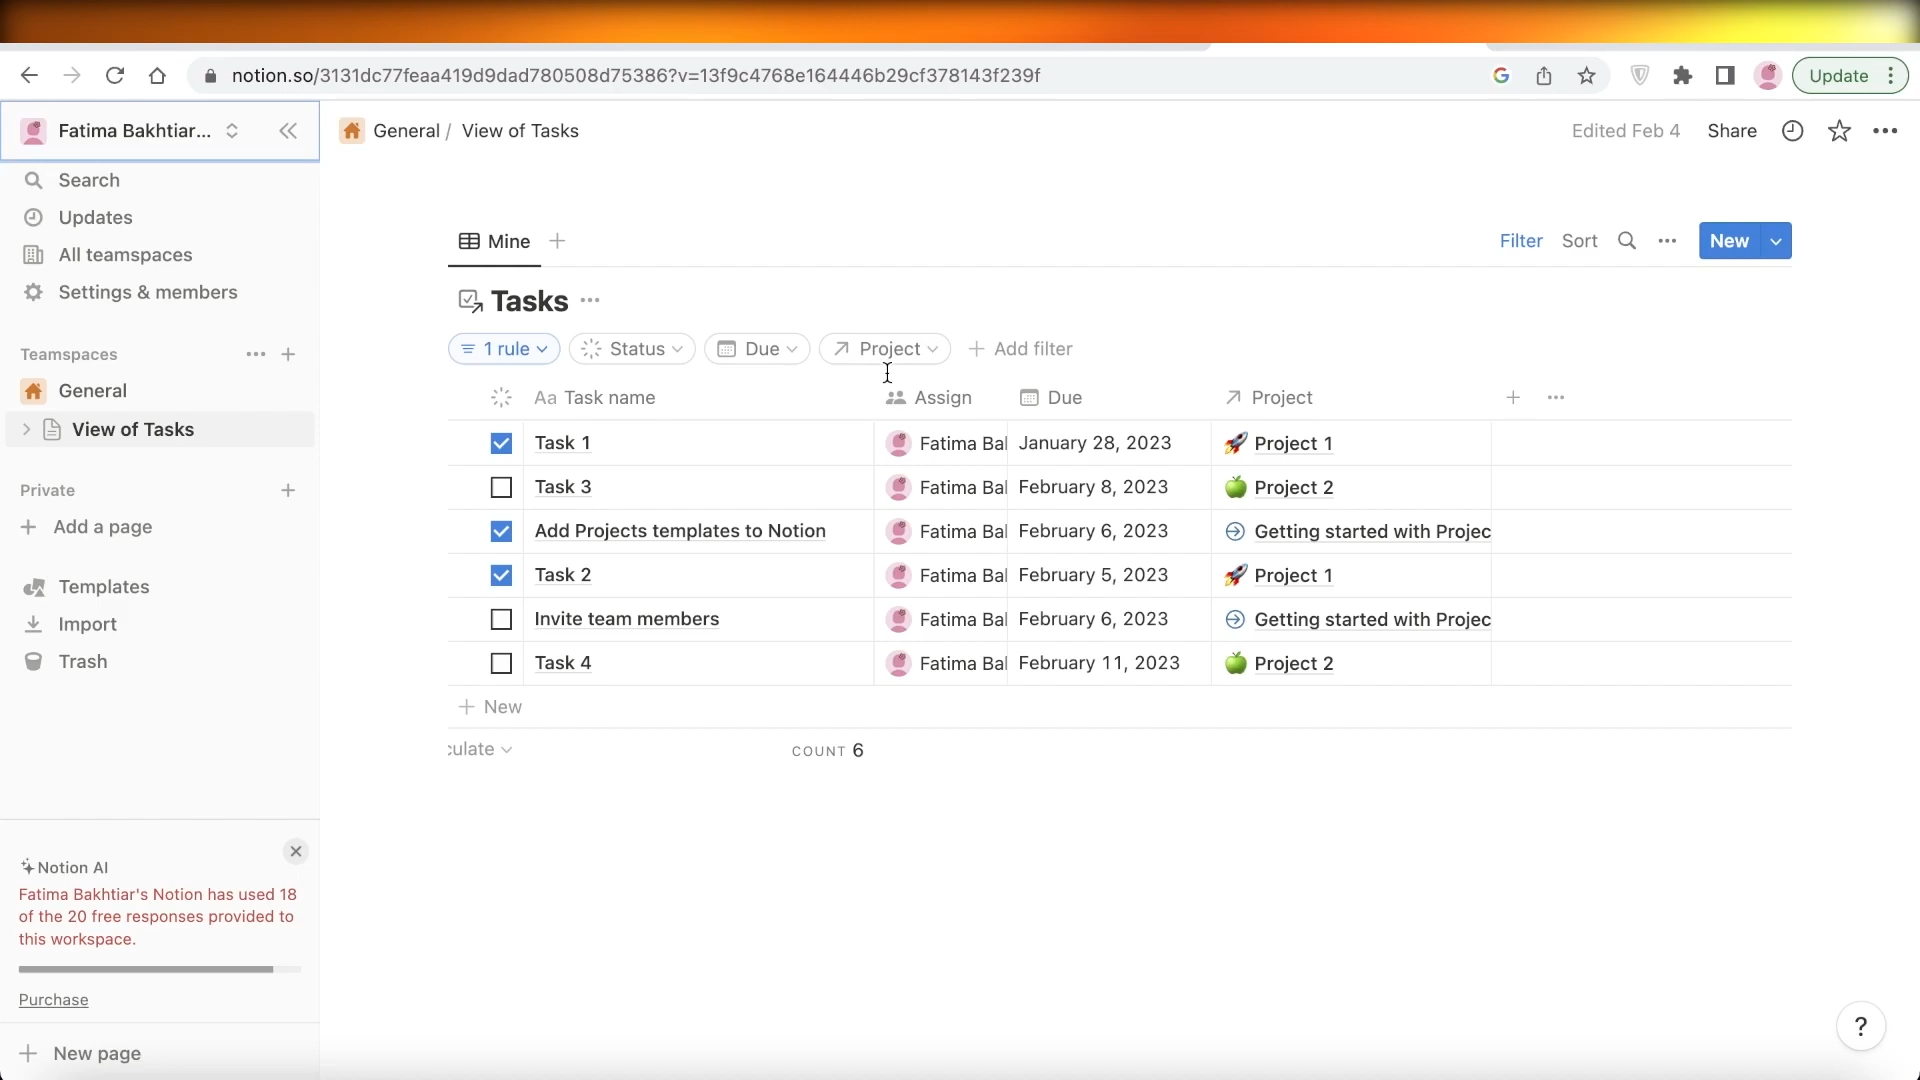 notion.so/3131dc77feaa419d9dad780508d75386?v=13f9c4768e164446b29cf378143f239f
Update
Fatima Bakhtiar...
General / View of Tasks
Edited Feb 4
Share
Search
Updates
All teamspaces
Settings & members
Teamspaces
General
View of Tasks
Private
Add a page
Templates
Import
Trash
Mine
Filter Sort New
Tasks
1 rule Status Due Project Add filter
Aa Task name Assign Due Project
Task 1 Fatima Bal January 28, 2023 Project 1
Task 3 Fatima Bal February 8, 2023 Project 2
Add Projects templates to Notion Fatima Bal February 6, 2023 Getting started with Projec
Task 2 Fatima Bal February 5, 2023 Project 1
Invite team members Fatima Bal February 6, 2023 Getting started with Projec
Task 4 Fatima Bal February 11, 2023 Project 2
New
culate COUNT 6
Notion AI
Fatima Bakhtiar's Notion has used 18
of the 20 free responses provided to
this workspace.
Purchase
New page
?